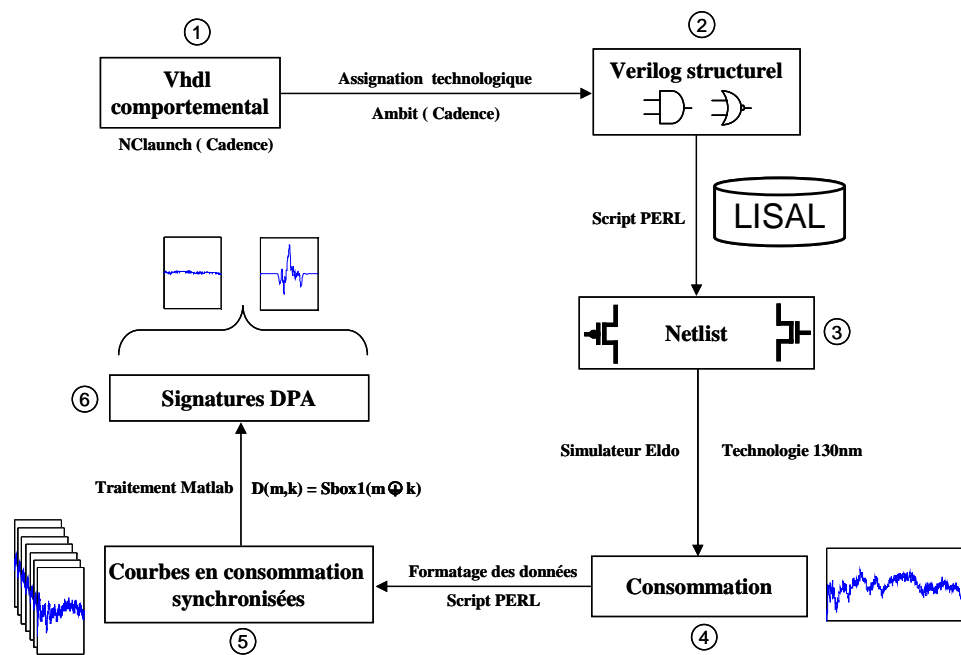 1
Vhdl
comportemental
NClaunch ( Cadence)
Assignation technologique
Ambit ( Cadence)
2
Verilog structurel
Script PERL
LISAL
Netlist
3
Simulateur Eldo
Technologie 130nm
Consommation
4
Formatage des données
Script PERL
Courbes en consommation
synchronisées
5
Traitement Matlab
D(m,k) = Sbox1(m ⊕ k)
Signatures DPA
6